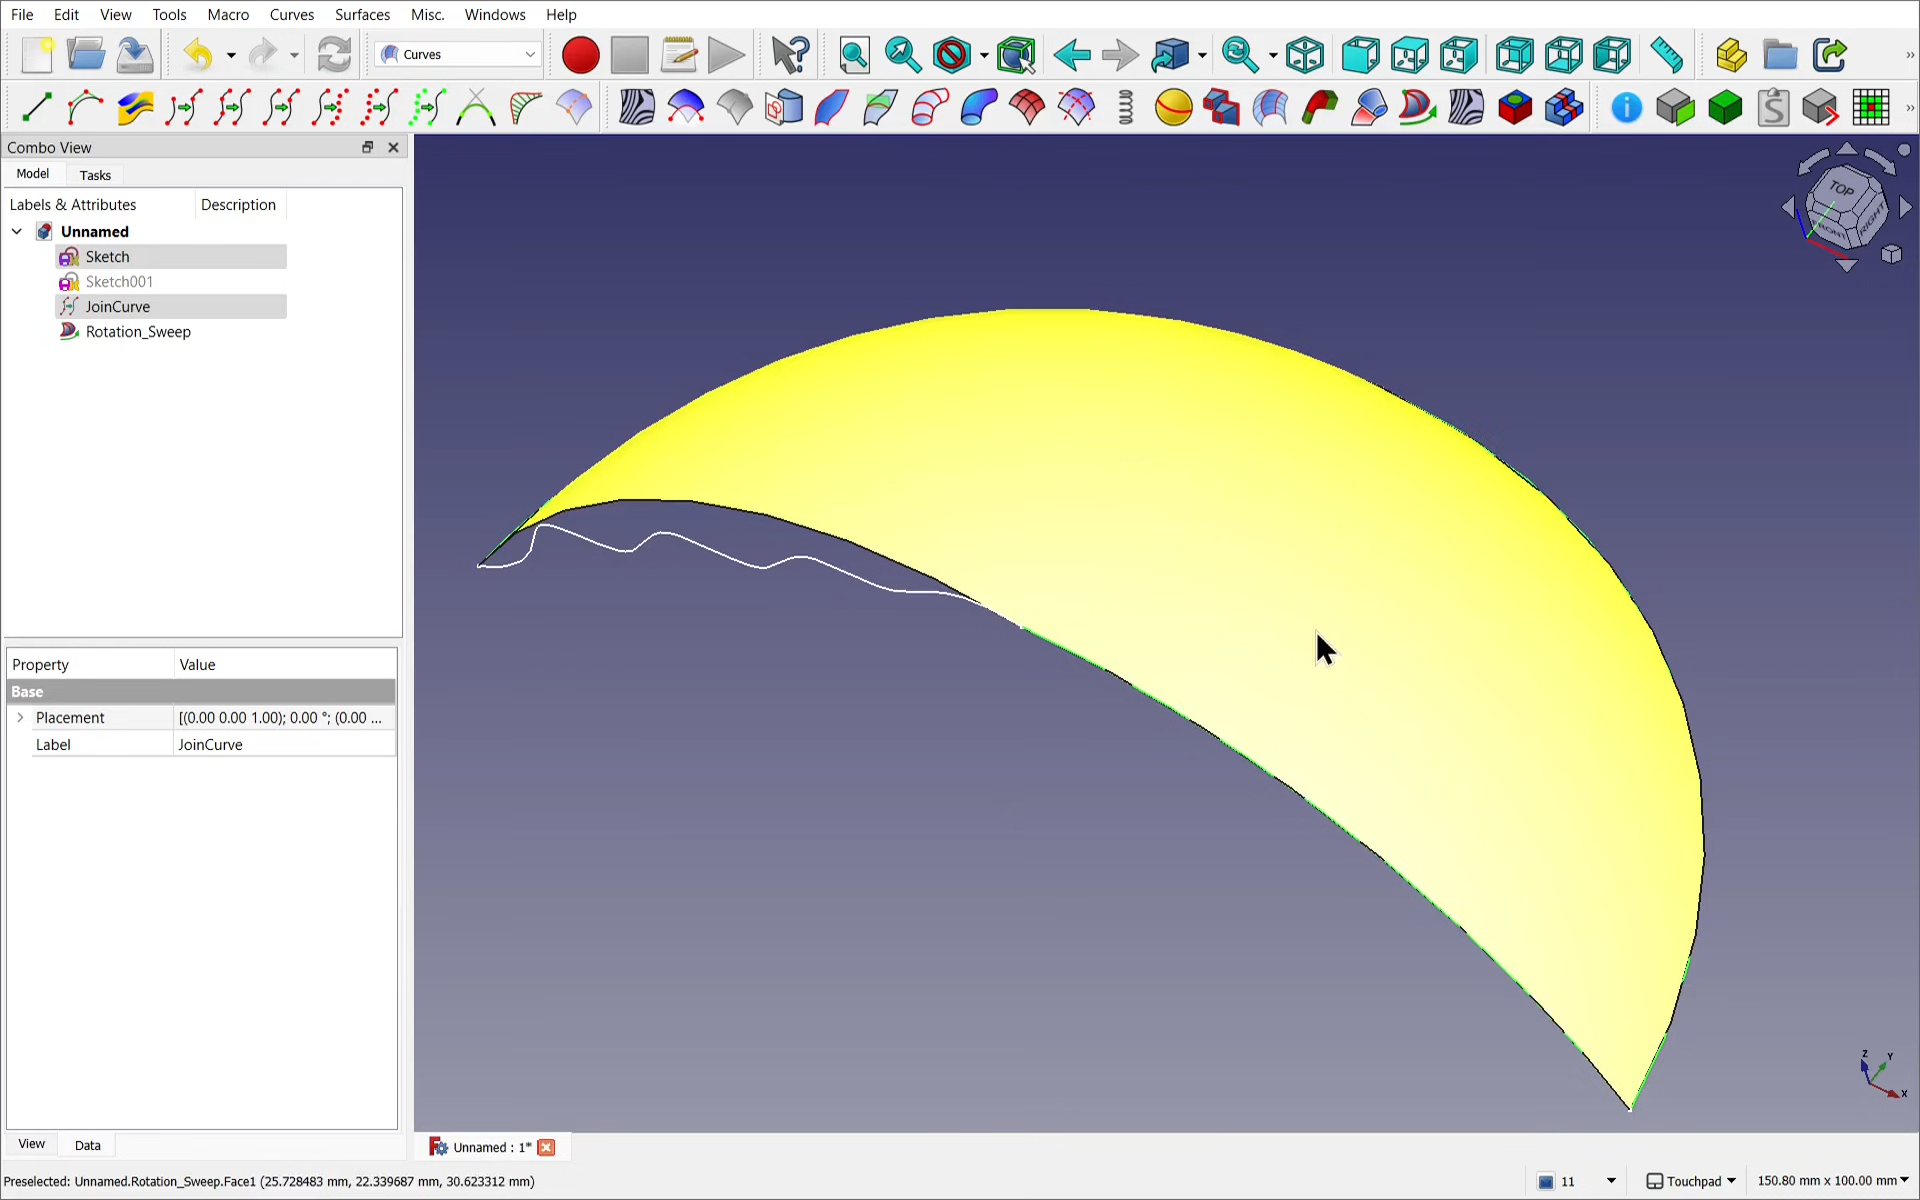 File Edit View Tools Macro Curves Surfaces Misc. Windows Help
Curves
Combo View
Model Tasks
Labels & Attributes Description
Unnamed
Sketch
Sketch001
JoinCurve
Rotation_Sweep
TOP
FRONT
RIGHT
Property Value
Base
Placement [(0.00 0.00 1.00); 0.00 °; (0.00 ...
Label JoinCurve
Z
Y
X
View Data
Unnamed : 1*
Preselected: Unnamed.Rotation_Sweep.Face1 (25.728483 mm, 22.339687 mm, 30.623312 mm)
11
Touchpad
150.80 mm x 100.00 mm